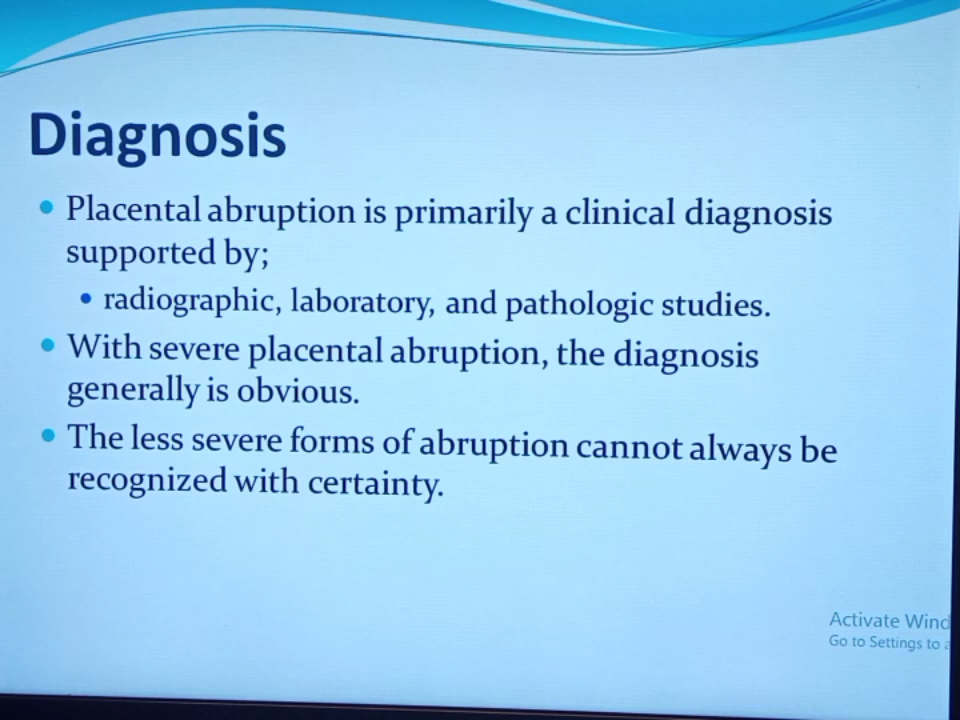 Diagnosis
• Placental abruption is primarily a clinical diagnosis
supported by;
• radiographic, laboratory, and pathologic studies.
• With severe placental abruption, the diagnosis
generally is obvious.
• The less severe forms of abruption cannot always be
recognized with certainty.
Activate Wind
Go to Settings to a